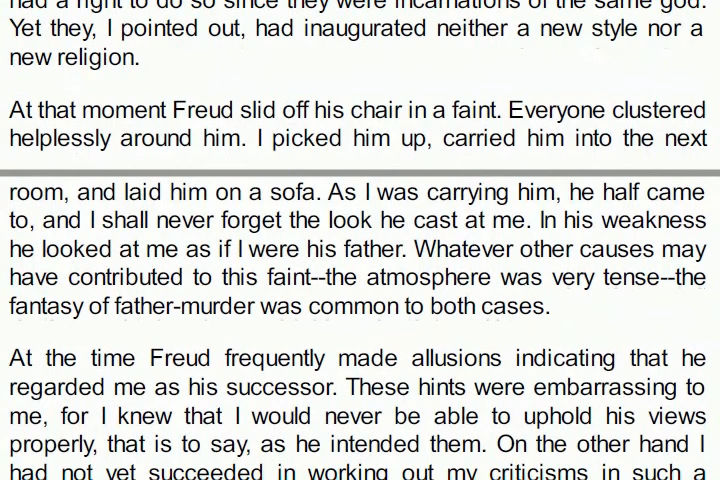 had a right to do so since they were incarnations of the same god.
Yet they, I pointed out, had inaugurated neither a new style nor a
new religion.
At that moment Freud slid off his chair in a faint. Everyone clustered
helplessly around him. I picked him up, carried him into the next
room, and laid him on a sofa. As I was carrying him, he half came
to, and I shall never forget the look he cast at me. In his weakness
he looked at me as if I were his father. Whatever other causes may
have contributed to this faint--the atmosphere was very tense--the
fantasy of father-murder was common to both cases.
At the time Freud frequently made allusions indicating that he
regarded me as his successor. These hints were embarrassing to
me, for I knew that I would never be able to uphold his views
properly, that is to say, as he intended them. On the other hand I
had not yet succeeded in working out my criticisms in such a